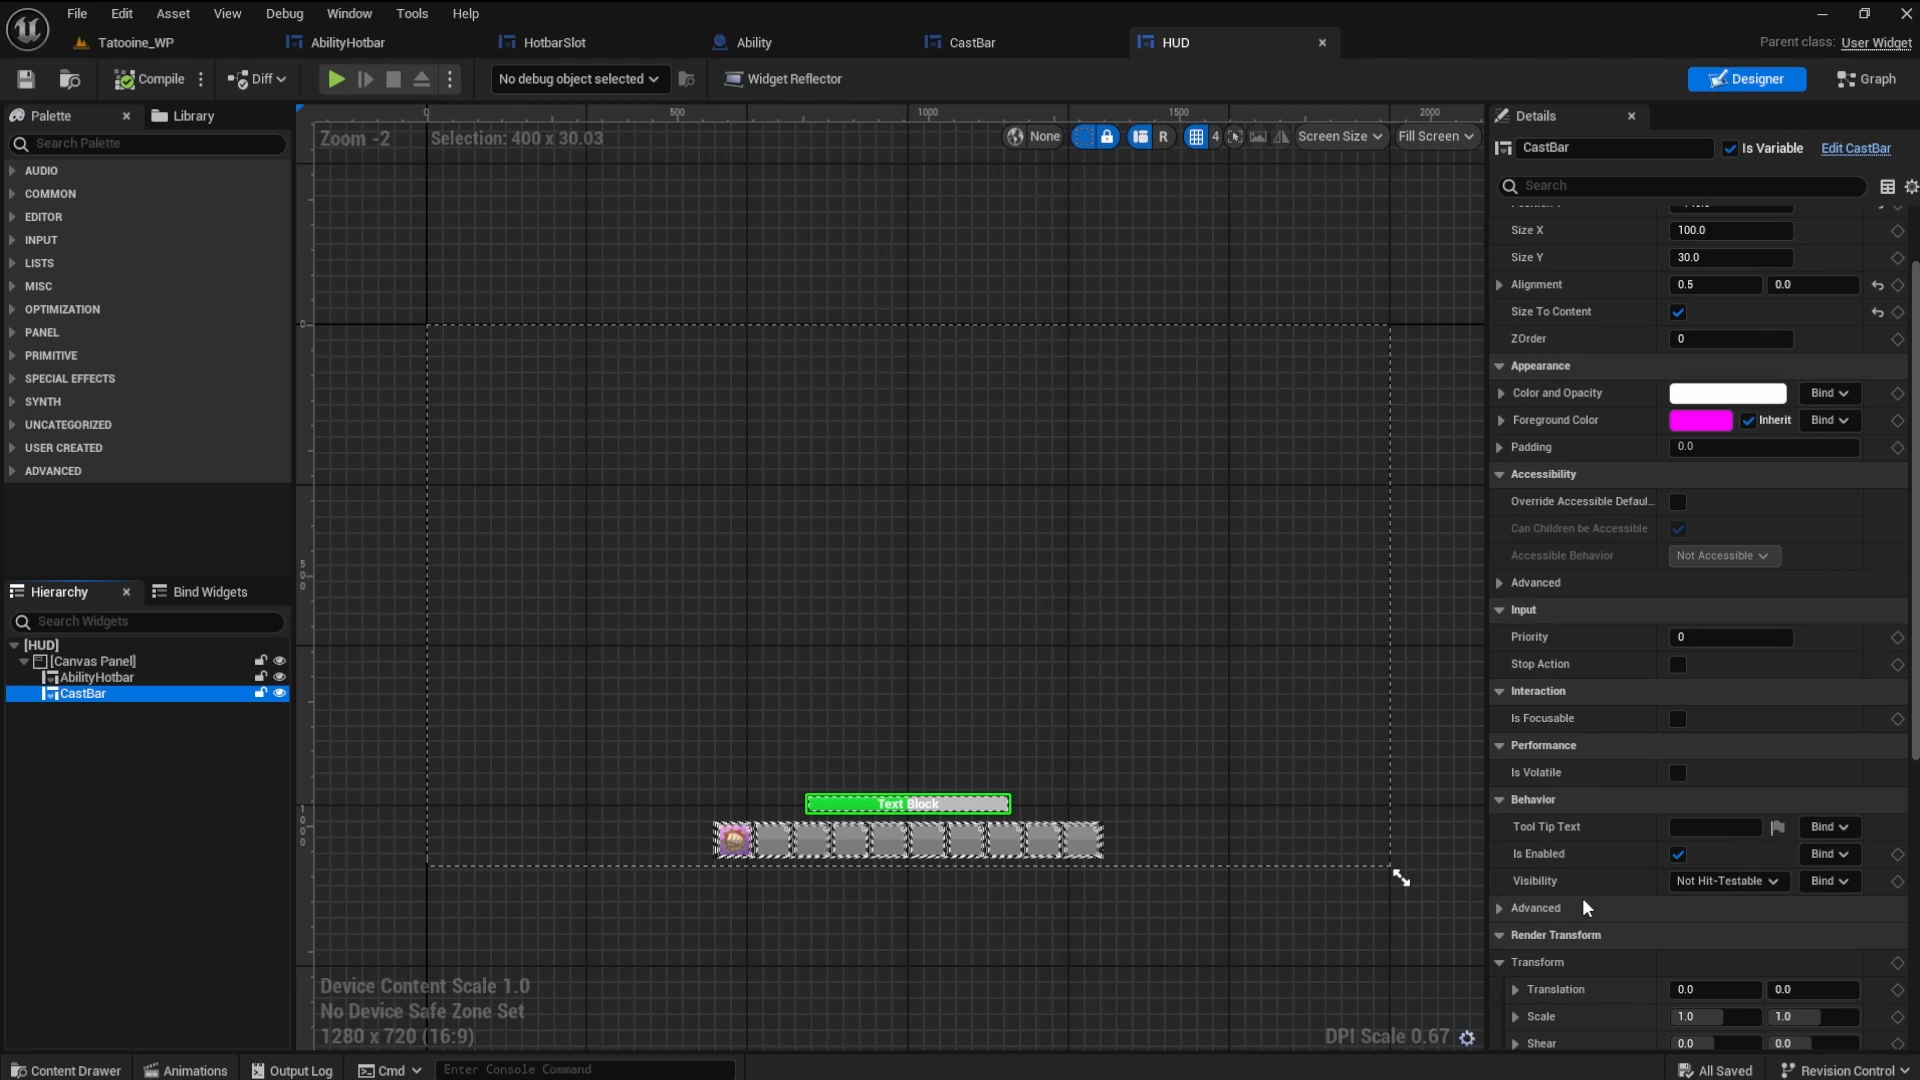 File Edit Asset View Debug Window Tools Help
Tatooine_WP AbilityHotbar HotbarSlot Ability CastBar HUD
Parent class: User Widget
Compile Diff No debug object selected Widget Reflector Designer Graph
Palette Library
Search Palette
AUDIO
COMMON
EDITOR
INPUT
LISTS
MISC
OPTIMIZATION
PANEL
PRIMITIVE
SPECIAL EFFECTS
SYNTH
UNCATEGORIZED
USER CREATED
ADVANCED
Hierarchy Bind Widgets
Search Widgets
[HUD]
[Canvas Panel]
AbilityHotbar
CastBar
0 500 1000 1500 2000
Zoom -2 Selection: 400 x 30.03
None R 4 Screen Size Fill Screen
0
500
1000
Text Block
Device Content Scale 1.0
No Device Safe Zone Set
1280 x 720 (16:9)
DPI Scale 0.67
Details
CastBar Is Variable Edit CastBar
Search
Size X 100.0
Size Y 30.0
Alignment 0.5 0.0
Size To Content
ZOrder 0
Appearance
Color and Opacity Bind
Foreground Color Inherit Bind
Padding 0.0
Accessibility
Override Accessible Defaul...
Can Children be Accessible
Accessible Behavior Not Accessible
Advanced
Input
Priority 0
Stop Action
Interaction
Is Focusable
Performance
Is Volatile
Behavior
Tool Tip Text Bind
Is Enabled Bind
Visibility Not Hit-Testable Bind
Advanced
Render Transform
Transform
Translation 0.0 0.0
Scale 1.0 1.0
Shear 0.0 0.0
Content Drawer Animations Output Log Cmd Enter Console Command All Saved Revision Control